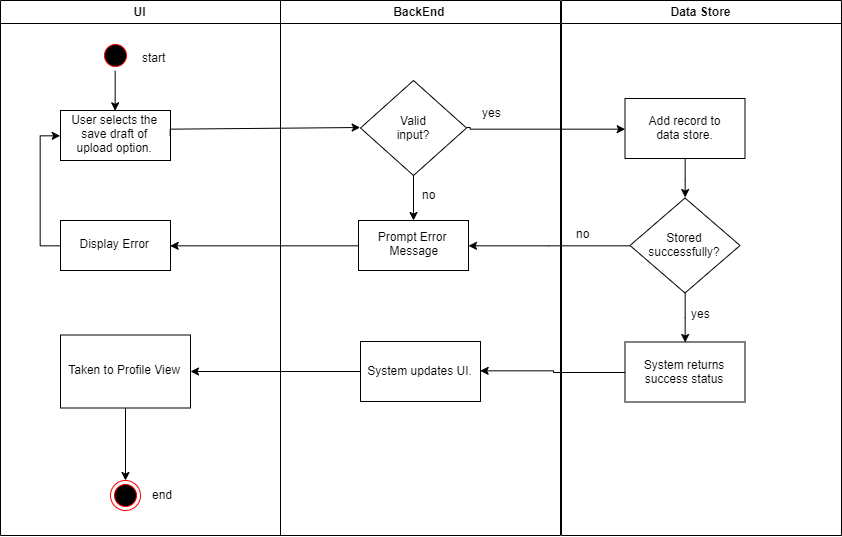 UI
BackEnd
Data Store
start
User selects the
save draft of
upload option.
Valid
input?
yes
Add record to
data store.
no
Display Error
Prompt Error
Message
no
Stored
successfully?
yes
Taken to Profile View
System updates UI.
System returns
success status
end